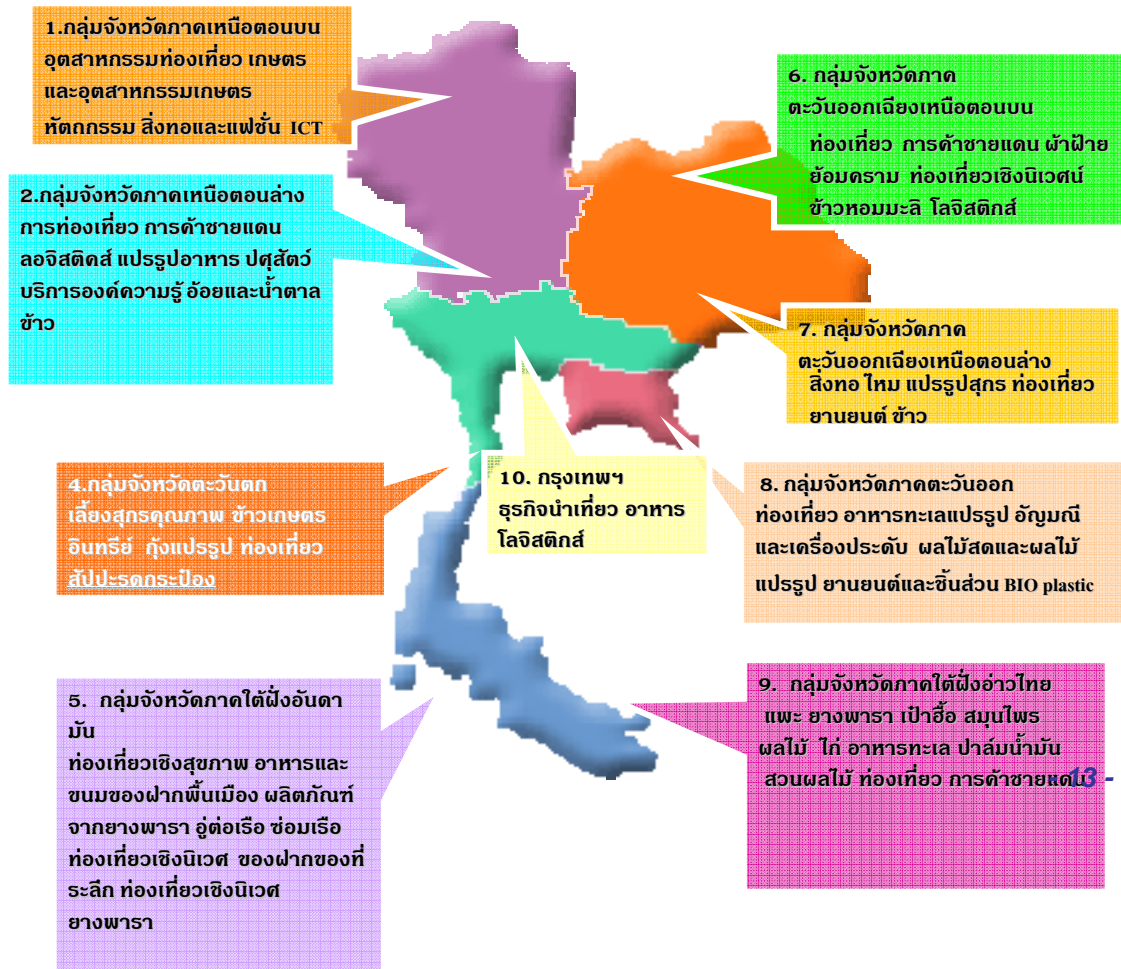 1.กลุ่มจังหวัดภาคเหนือตอนบน
อุตสาหกรรมท่องเที่ยว เกษตร
และอุตสาหกรรมเกษตร
หัตถกรรม สิ่งทอและแฟชั่น ICT
2.กลุ่มจังหวัดภาคเหนือตอนล่าง
การท่องเที่ยว การค้าชายแดน
ลอจิสติคส์ แปรรูปอาหาร ปศุสัตว์
บริการองค์ความรู้ อ้อยและน้ำตาล
ข้าว
4.กลุ่มจังหวัดตะวันตก
เลี้ยงสุกรคุณภาพ ข้าวเกษตร
อินทรีย์ กุ้งแปรรูป ท่องเที่ยว
สัปปะรดกระป๋อง
5. กลุ่มจังหวัดภาคใต้ฝั่งอันดา
มัน
ท่องเที่ยวเชิงสุขภาพ อาหารและ
ขนมของฝากพื้นเมือง ผลิตภัณฑ์
จากยางพารา อู่ต่อเรือ ซ่อมเรือ
ท่องเที่ยวเชิงนิเวศ ของฝากของที่
ระลึก ท่องเที่ยวเชิงนิเวศ
ยางพารา
10. กรุงเทพฯ
ธุรกิจนำเที่ยว อาหาร
โลจิสติกส์
6. กลุ่มจังหวัดภาค
ตะวันออกเฉียงเหนือตอนบน
ท่องเที่ยว การค้าชายแดน ผ้าฝ้าย
ย้อมคราม ท่องเที่ยวเชิงนิเวศน์
ข้าวหอมมะลิ โลจิสติกส์
7. กลุ่มจังหวัดภาค
ตะวันออกเฉียงเหนือตอนล่าง
สิ่งทอ ไหม แปรรูปสุกร ท่องเที่ยว
ยานยนต์ ข้าว
8. กลุ่มจังหวัดภาคตะวันออก
ท่องเที่ยว อาหารทะเลแปรรูป อัญมณี
และเครื่องประดับ ผลไม้สดและผลไม้
แปรรูป ยานยนต์และชิ้นส่วน BIO plastic
9. กลุ่มจังหวัดภาคใต้ฝั่งอ่าวไทย
แพะ ยางพารา เป๋าฮื้อ สมุนไพร
ผลไม้ ไก่ อาหารทะเล ปาล์มน้ำมัน
สวนผลไม้ ท่องเที่ยว การค้าชายแดน
- 13 -